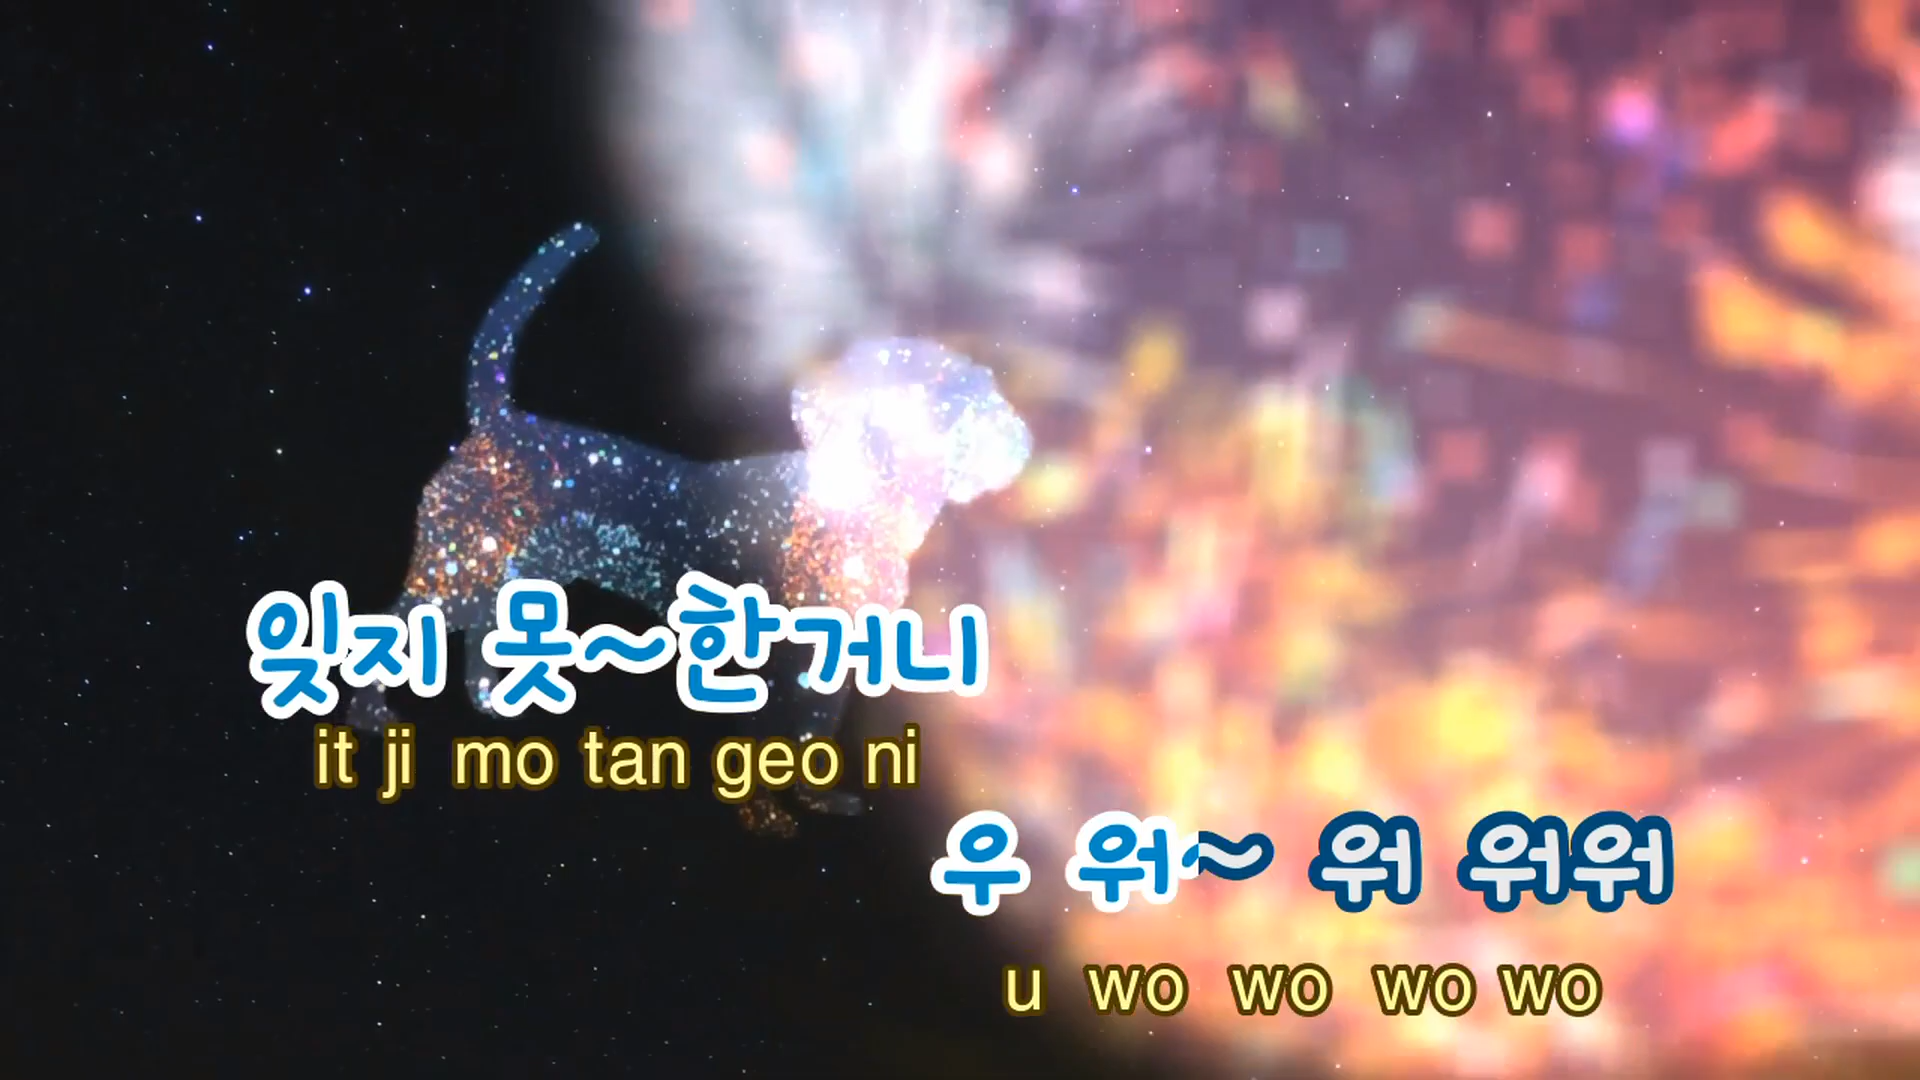 잊지 못~한거니
it ji mo tan geo ni
우 워~ 워 워워
u wo wo wo wo